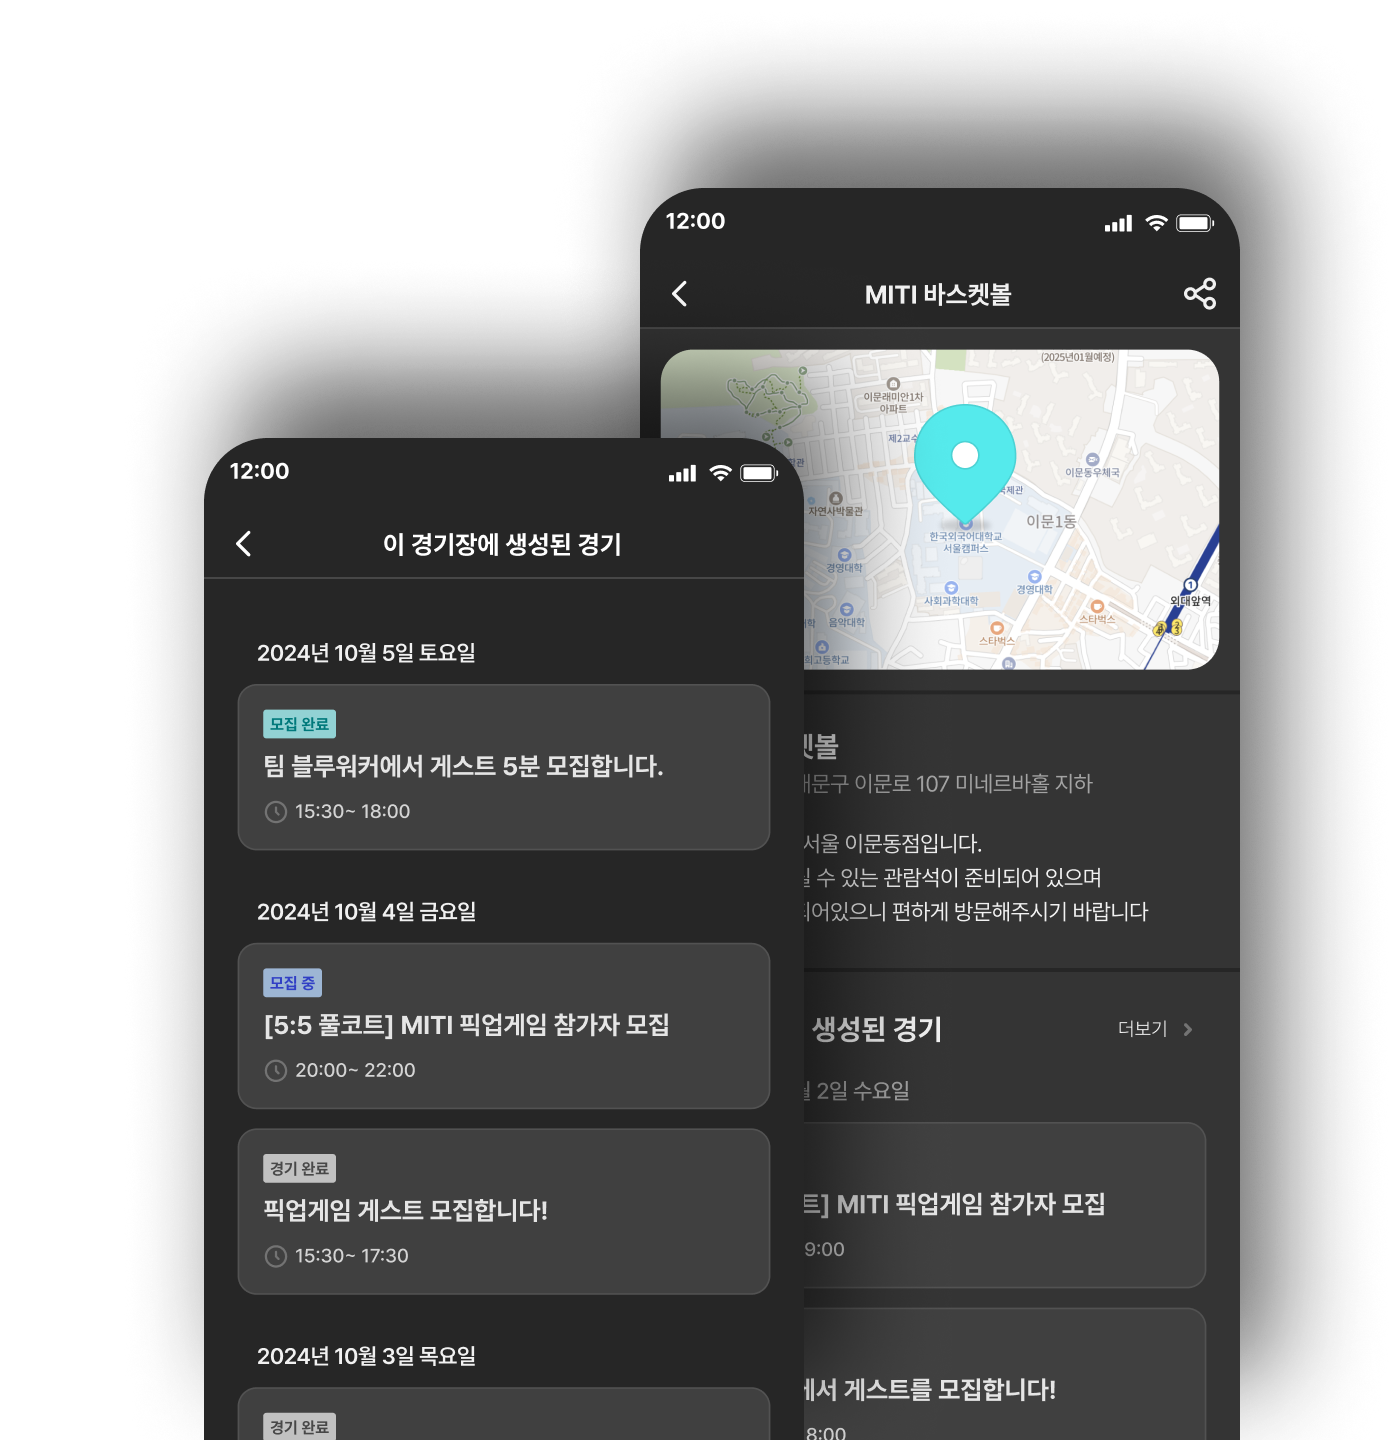 12:00
MITI 바스켓볼
(2025년01월예정)
이문래미안1차
아파트
제2교수
이문동우체국
자연사박물관
이문1동
한국외국어대학교
서울캠퍼스
경영대학
사회과학대학
경영대학
음악대학
외대앞역
스타벅스
스타벅스
켓볼
대문구 이문로 107 미네르바홀 지하
서울 이문동점입니다.
수 있는 관람석이 준비되어 있으며
되어있으니 편하게 방문해주시기 바랍니다
생성된 경기
더보기
2일 수요일
트] MITI 픽업게임 참가자 모집
9:00
에서 게스트를 모집합니다!
8:00
12:00
이 경기장에 생성된 경기
2024년 10월 5일 토요일
모집 완료
팀 블루워커에서 게스트 5분 모집합니다.
15:30~ 18:00
2024년 10월 4일 금요일
모집 중
[5:5 풀코트] MITI 픽업게임 참가자 모집
20:00~ 22:00
경기 완료
픽업게임 게스트 모집합니다!
15:30~ 17:30
2024년 10월 3일 목요일
경기 완료